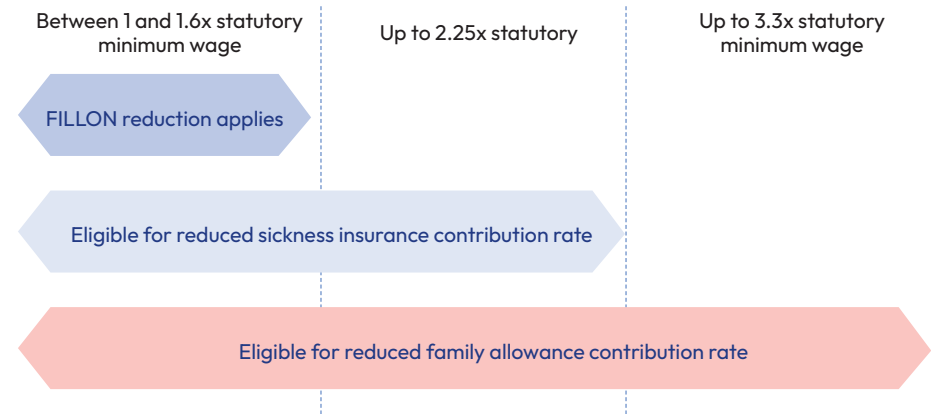 Between 1 and 1.6x statutory
minimum wage
Up to 2.25x statutory
Up to 3.3x statutory
minimum wage
FILLON reduction applies
Eligible for reduced sickness insurance contribution rate
Eligible for reduced family allowance contribution rate